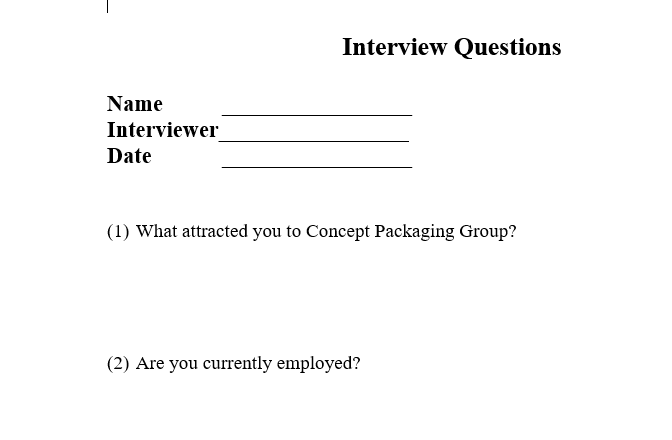 Interview Questions
Name
Interviewer
Date
(1) What attracted you to Concept Packaging Group?
(2) Are you currently employed?